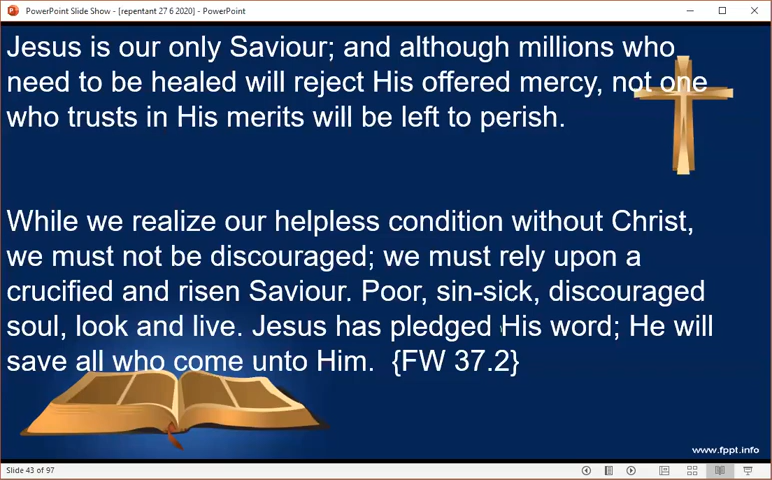 PowerPoint Slide Show - [repentant 27 6 2020] - PowerPoint
Jesus is our only Saviour; and although millions who
need to be healed will reject His offered mercy, not one
who trusts in His merits will be left to perish.
While we realize our helpless condition without Christ,
we must not be discouraged; we must rely upon a
crucified and risen Saviour. Poor, sin-sick, discouraged
soul, look and live. Jesus has pledged His word; He will
save all who come unto Him. {FW 37.2}
www.fppt.info
Slide 43 of 97